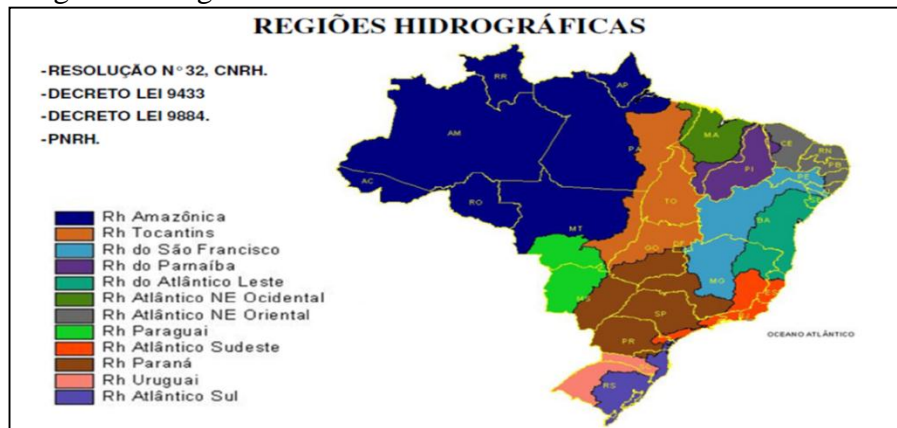 REGIÕES HIDROGRÁFICAS
-RESOLUÇÃO N°32, CNRH.
-DECRETO LEI 9433
-DECRETO LEI 9884.
-PNRH.
RR
AP
AM
PA
MA
CE
RN
PB
PI
PE
AC
RO
TO
SE
BA
MT
GO
DF
MG
ES
SP
PR
RS
OCEANO ATLÂNTICO
Rh Amazônica
Rh Tocantins
Rh do São Francisco
Rh do Parnaíba
Rh do Atlântico Leste
Rh Atlântico NE Ocidental
Rh Atlântico NE Oriental
Rh Paraguai
Rh Atlântico Sudeste
Rh Paraná
Rh Uruguai
Rh Atlântico Sul